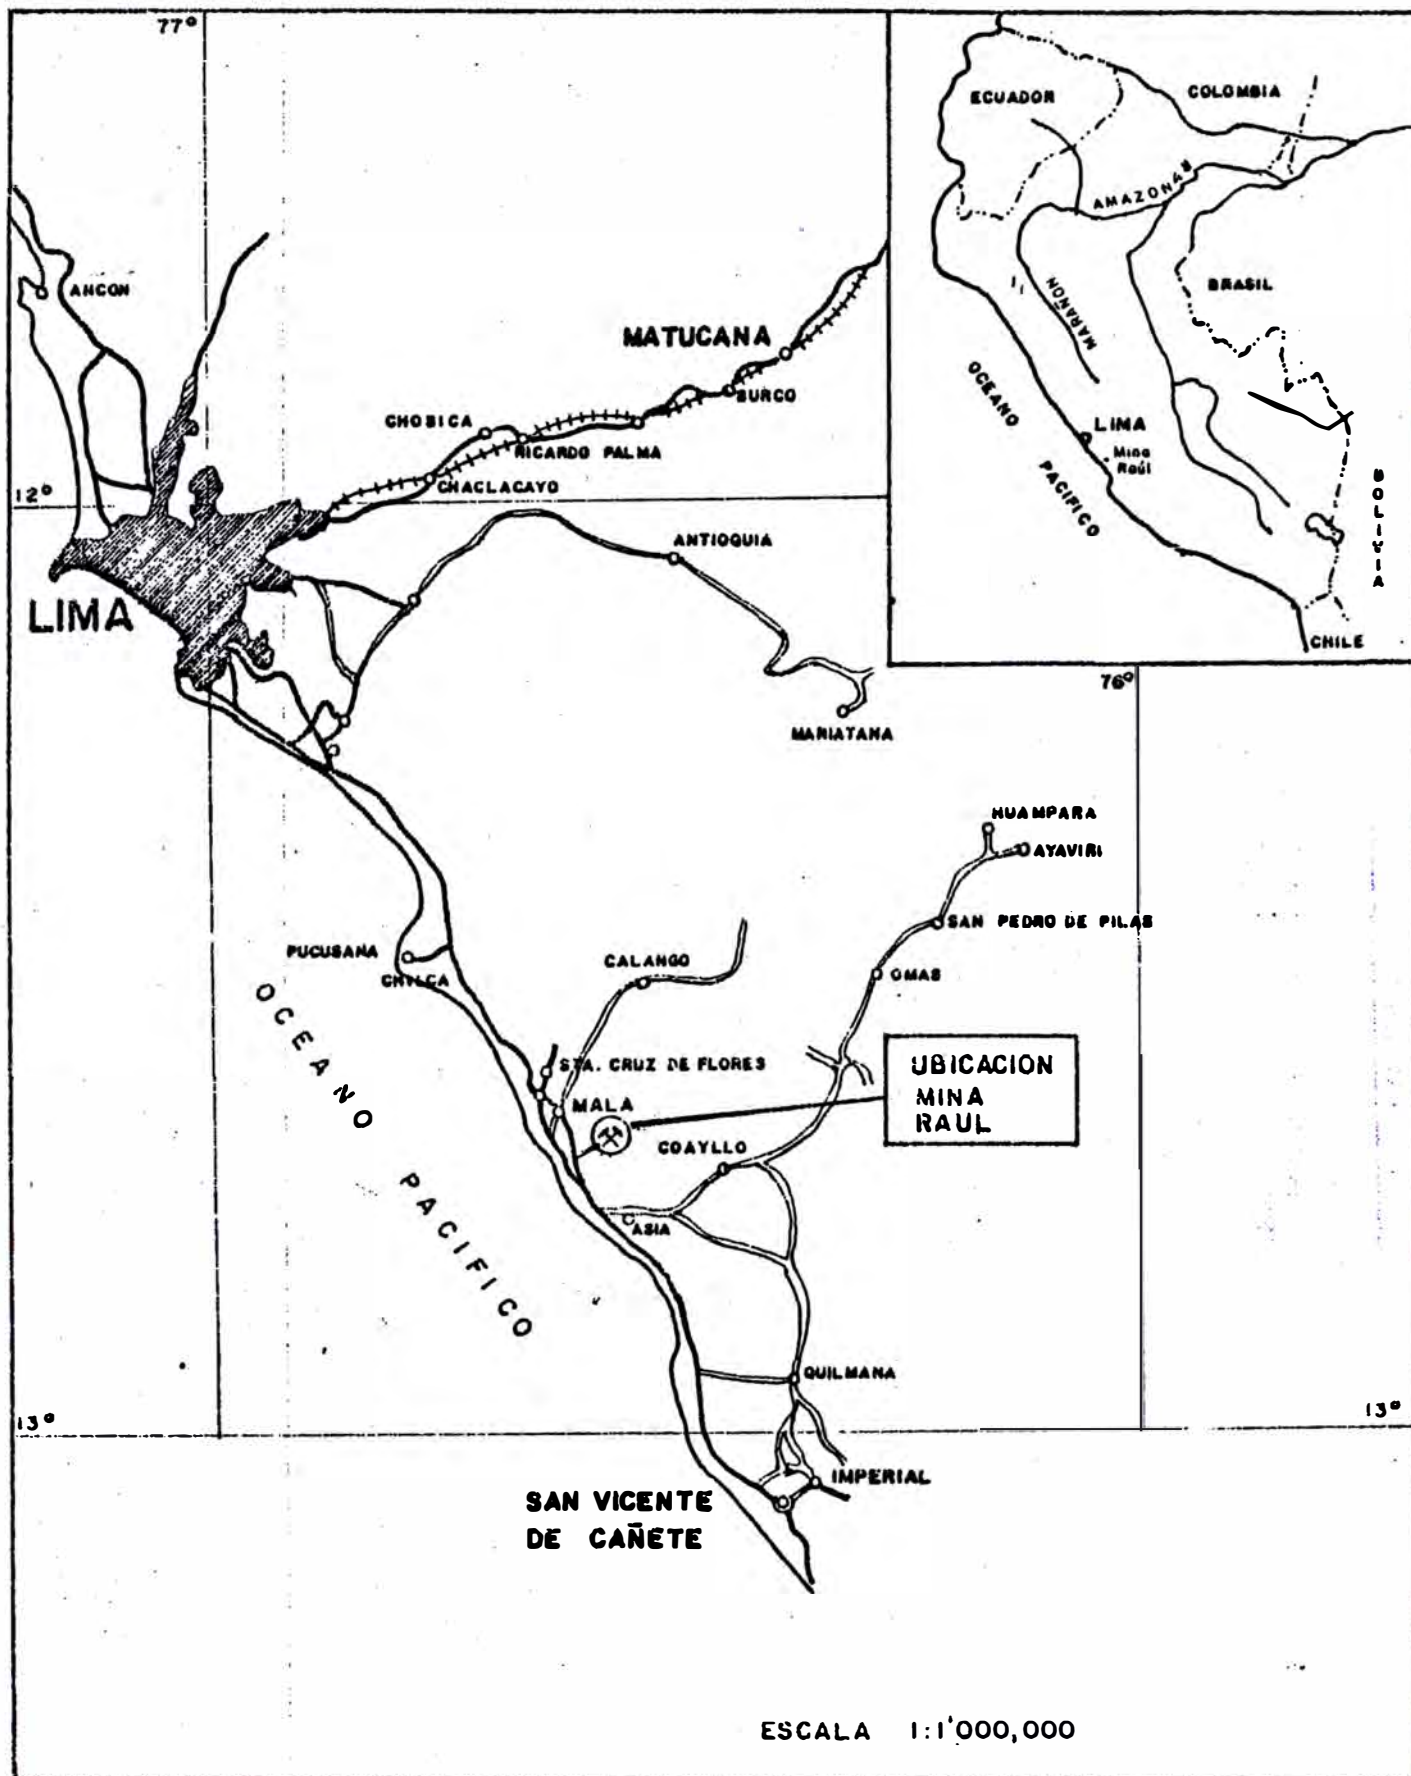 77°
ECUADOR
COLOMBIA
AMAZONAS
ANCON
BRASIL
MARAÑON
MATUCANA
SURCO
OCEANO
PACIFICO
CHOSICA
LIMA
RICARDO PALMA
Mina
Raúl
CHACLACAYO
12°
BOLIVIA
ANTIOQUIA
LIMA
CHILE
76°
MARIATANA
HUAMPARA
AYAVIRI
SAN PEDRO DE PILAS
PUCUSANA
CALANGO
OMAS
CHILCA
OCEANO
PACIFICO
UBICACION
MINA
RAUL
STA. CRUZ DE FLORES
MALA
COAYLLO
ASIA
QUILMANA
13°
13°
IMPERIAL
SAN VICENTE
DE CAÑETE
ESCALA 1:1'000,000